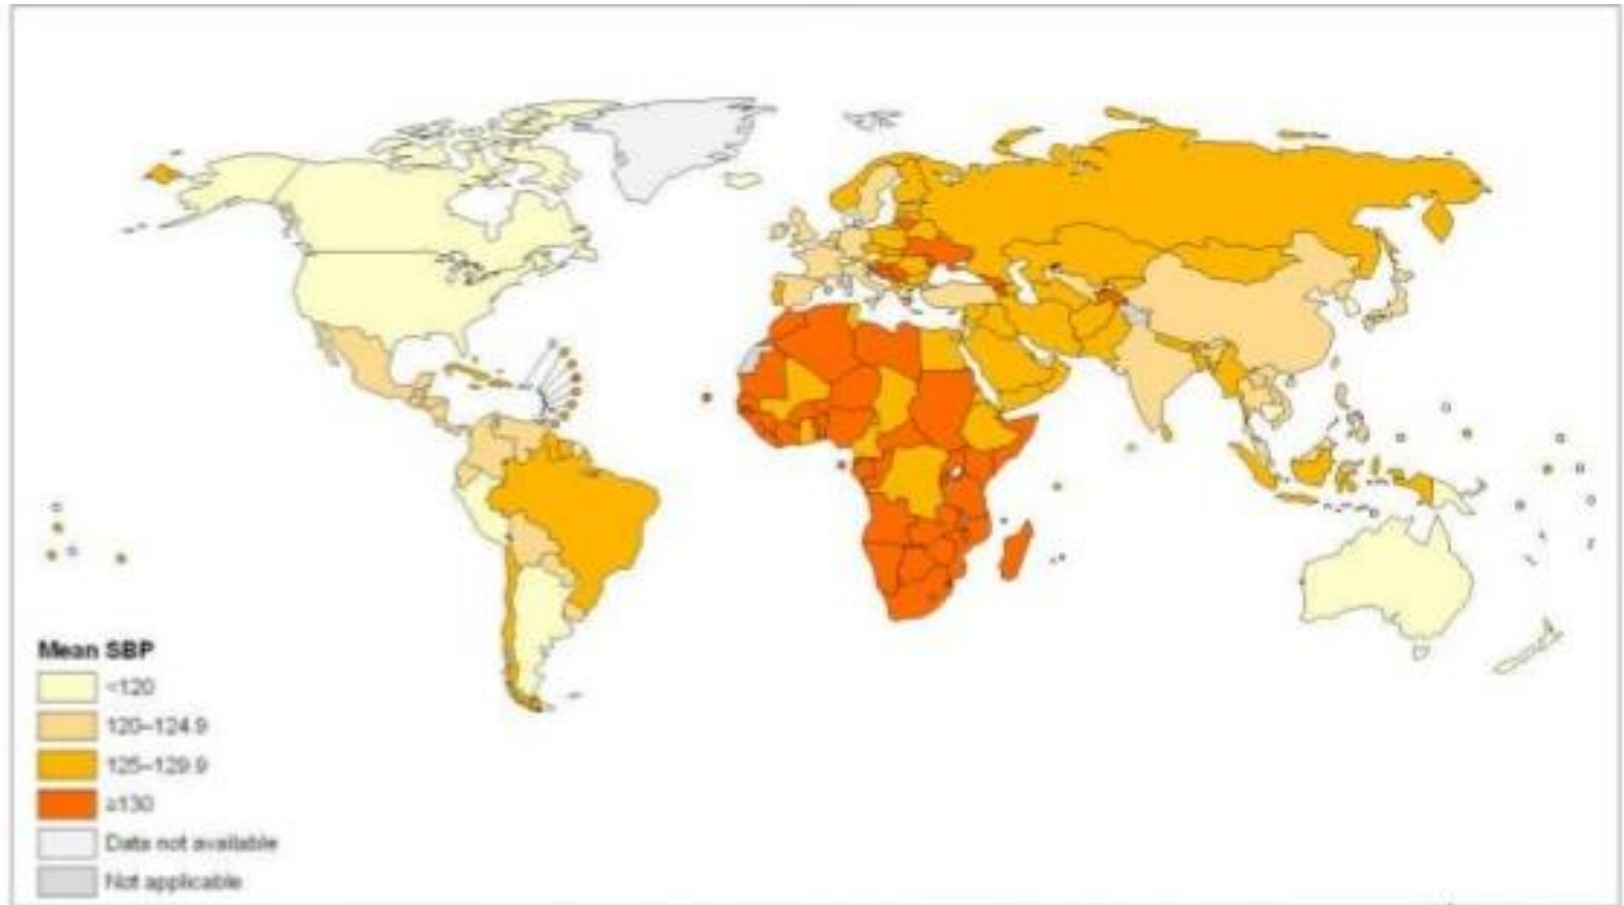 Mean SBP
<120
120–124.9
125–129.9
≥130
Data not available
Not applicable